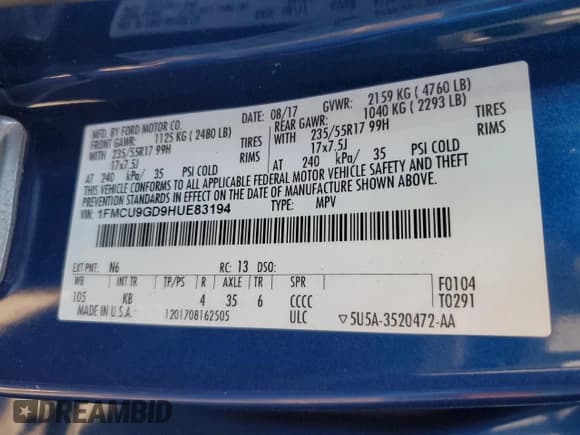 MFD. BY FORD MOTOR CO.
DATE: 08/17 GVWR: 2159 KG ( 4760 LB)
FRONT GAWR: 1125 KG ( 2480 LB) REAR GAWR: 1040 KG ( 2293 LB)
WITH 235/55R17 99H TIRES WITH 235/55R17 99H TIRES
17x7.5J RIMS 17x7.5J RIMS
AT 240 kPa/ 35 PSI COLD AT 240 kPa/ 35 PSI COLD
THIS VEHICLE CONFORMS TO ALL APPLICABLE FEDERAL MOTOR VEHICLE SAFETY AND THEFT
PREVENTION STANDARDS IN EFFECT ON THE DATE OF MANUFACTURE SHOWN ABOVE.
VIN: 1FMCU9GD9HUE83194 TYPE: MPV
EXT PNT: N6 RC: 13 DSO:
WB INT TR TP/PS R AXLE TR SPR F0104
105 KB 4 35 6 CCCC T0291
1201708162505 ULC ▽5U5A-3520472-AA
DREAMBID